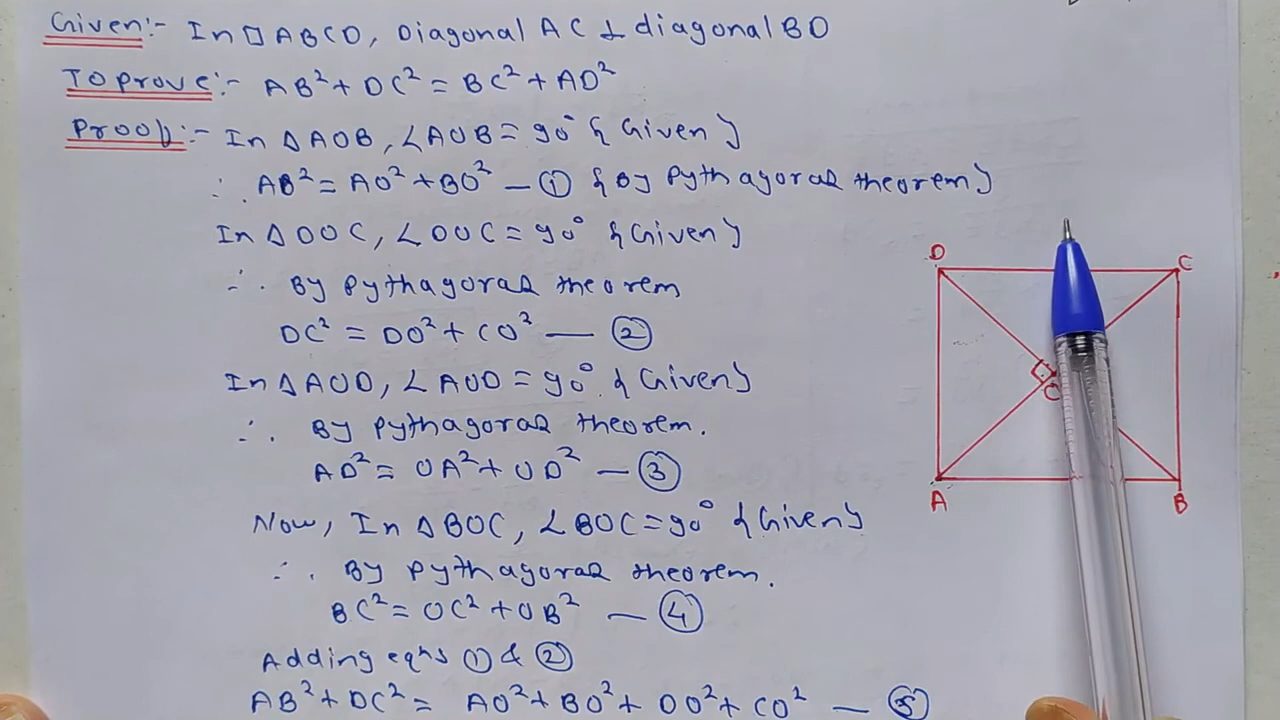 Given:- In □ABCD, Diagonal AC ⊥ diagonal BD
To prove:- AB² + DC² = BC² + AD²
Proof:- In △AOB, ∠AOB = 90° {Given}
∴ AB² = AO² + BO² — ① {By Pythagoras theorem}
In △DOC, ∠DOC = 90° {Given}
∴ By Pythagoras theorem
DC² = DO² + CO² — ②
In △AOD, ∠AOD = 90° {Given}
∴ By Pythagoras theorem.
AD² = OA² + OD² — ③
Now, In △BOC, ∠BOC = 90° {Given}
∴ By Pythagoras theorem.
BC² = OC² + OB² — ④
Adding eqns ① & ②
AB² + DC² = AO² + BO² + DO² + CO² — ⑤
D
C
O
A
B